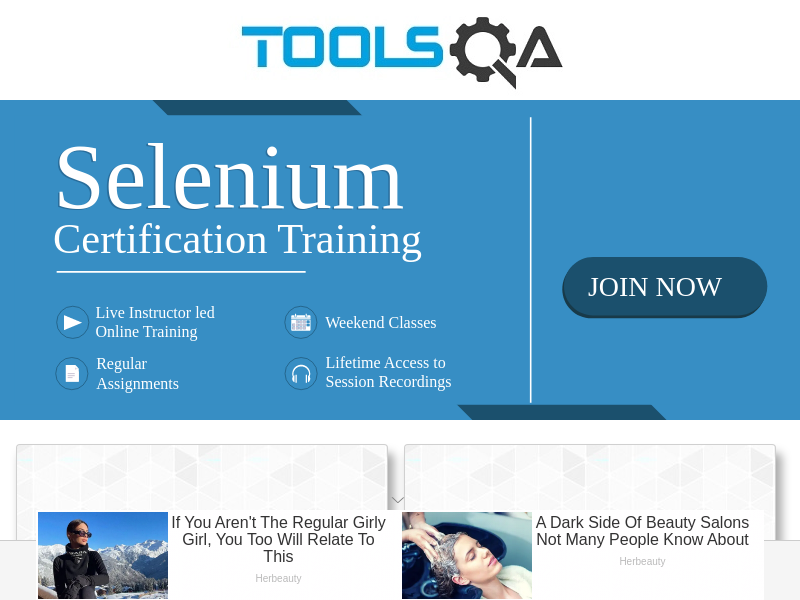 TOOLSQA
Selenium
Certification Training
Live Instructor led
Online Training
Weekend Classes
Regular
Assignments
Lifetime Access to
Session Recordings
JOIN NOW
If You Aren't The Regular Girly
Girl, You Too Will Relate To
This
Herbeauty
A Dark Side Of Beauty Salons
Not Many People Know About
Herbeauty